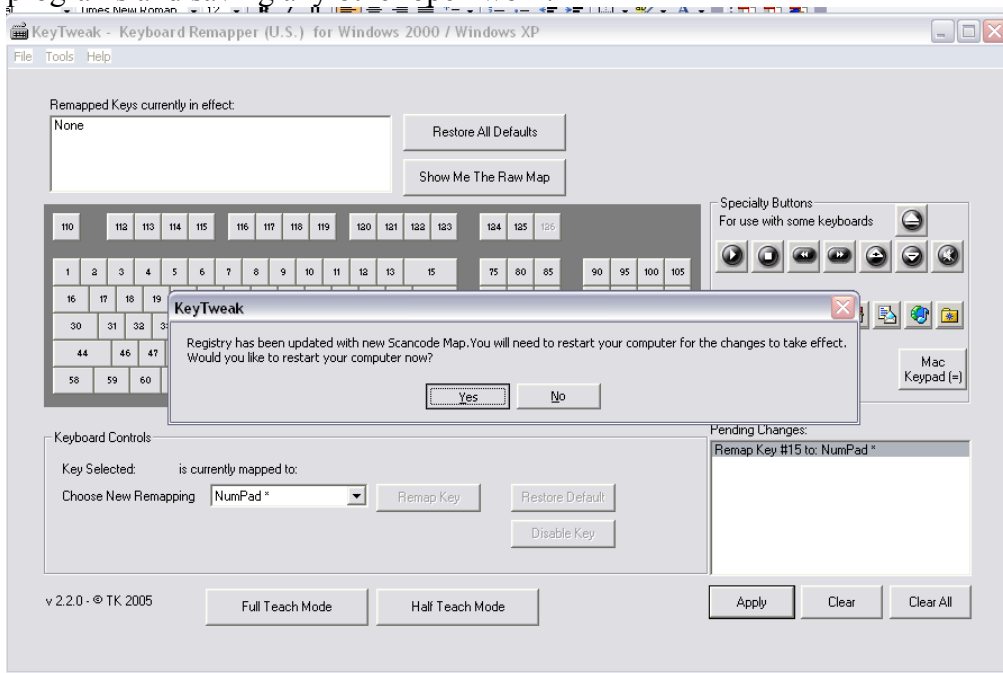 Times New Roman 12 B I U
KeyTweak - Keyboard Remapper (U.S.) for Windows 2000 / Windows XP
File Tools Help
Remapped Keys currently in effect:
None
Restore All Defaults
Show Me The Raw Map
Specialty Buttons
For use with some keyboards
110 112 113 114 115 116 117 118 119 120 121 122 123 124 125 126
1 2 3 4 5 6 7 8 9 10 11 12 13 15 75 80 85 90 95 100 105
16 17 18 19
30 31 32
44 46 47
58 59 60
KeyTweak
Registry has been updated with new Scancode Map.You will need to restart your computer for the changes to take effect.
Would you like to restart your computer now?
Yes No
Mac
Keypad (=)
Keyboard Controls
Key Selected: is currently mapped to:
Choose New Remapping NumPad * Remap Key Restore Default
Disable Key
Pending Changes:
Remap Key #15 to: NumPad *
v 2.2.0 - © TK 2005
Full Teach Mode Half Teach Mode
Apply Clear Clear All